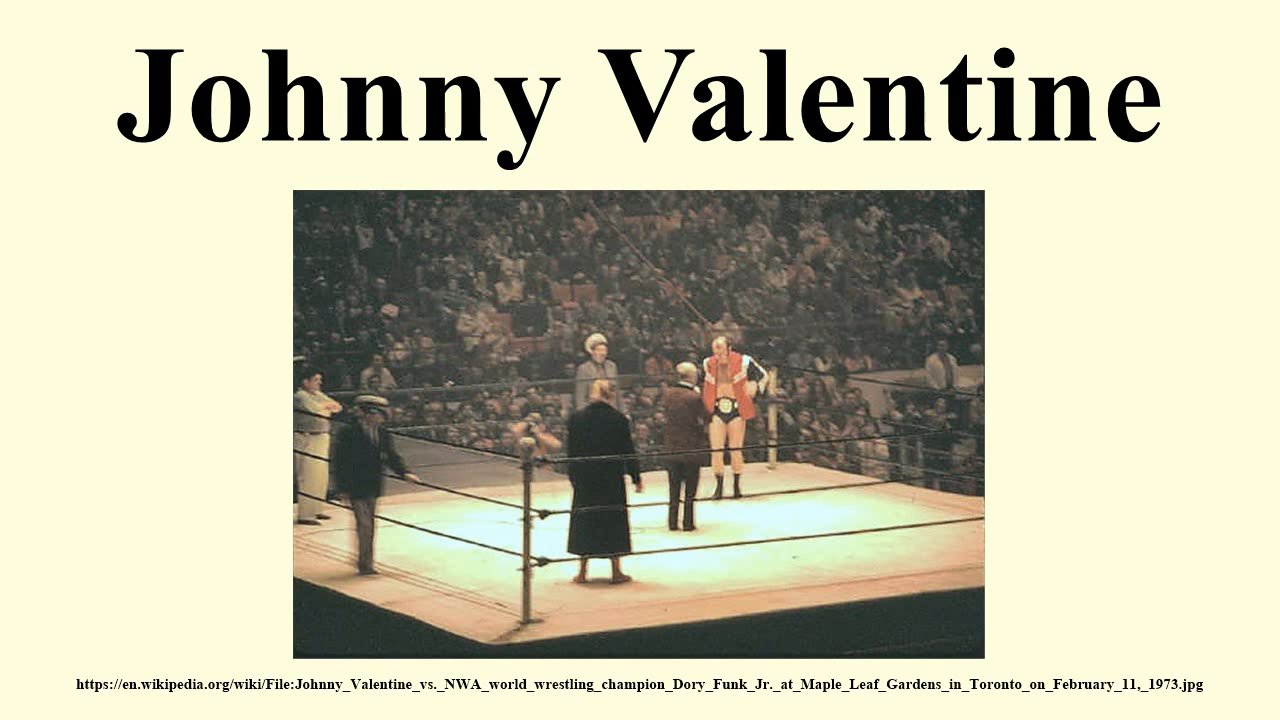 Johnny Valentine
https://en.wikipedia.org/wiki/File:Johnny_Valentine_vs._NWA_world_wrestling_champion_Dory_Funk_Jr._at_Maple_Leaf_Gardens_in_Toronto_on_February_11,_1973.jpg